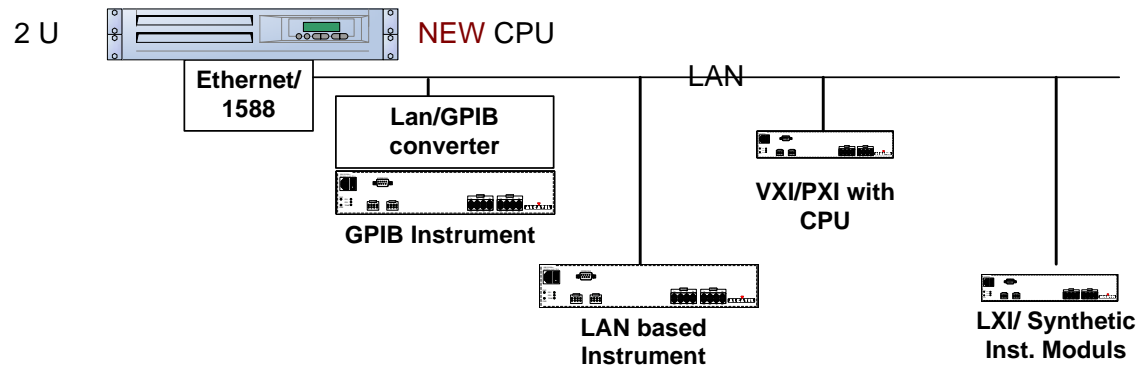 2 U
NEW CPU
LAN
Ethernet/
1588
Lan/GPIB
converter
GPIB Instrument
VXI/PXI with
CPU
LAN based
Instrument
LXI/ Synthetic
Inst. Moduls